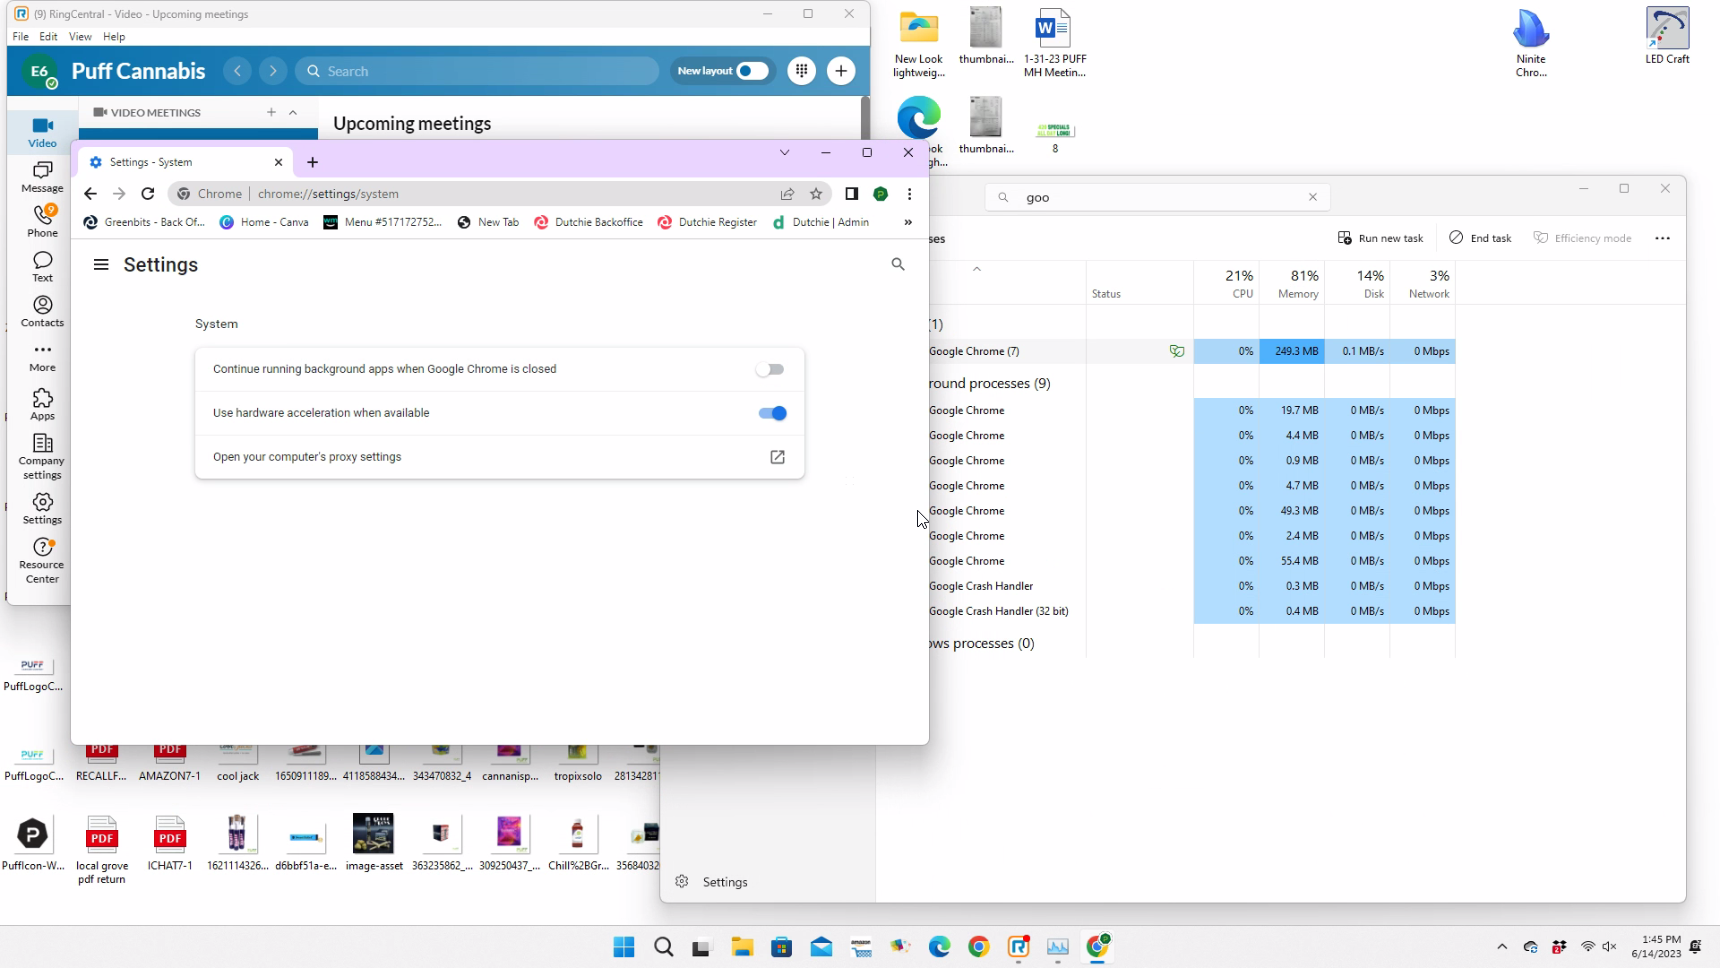 (9) RingCentral - Video - Upcoming meetings
File Edit View Help
E6 Puff Cannabis
Search
New layout
VIDEO MEETINGS
Upcoming meetings
Video
Message
9
Phone
Text
Contacts
More
Apps
Company settings
Settings
Resource Center
Settings - System
Chrome chrome://settings/system
Greenbits - Back Of... Home - Canva Menu #517172752... New Tab Dutchie Backoffice Dutchie Register Dutchie | Admin
Settings
System
Continue running background apps when Google Chrome is closed
Use hardware acceleration when available
Open your computer's proxy settings
New Look lightweig...
thumbnai...
1-31-23 PUFF MH Meetin...
Ninite Chro...
LED Craft
thumbnai...
8
goo
Run new task End task Efficiency mode
Status
21% 81% 14% 3%
CPU Memory Disk Network
(1)
Google Chrome (7) 0% 249.3 MB 0.1 MB/s 0 Mbps
round processes (9)
Google Chrome 0% 19.7 MB 0 MB/s 0 Mbps
Google Chrome 0% 4.4 MB 0 MB/s 0 Mbps
Google Chrome 0% 0.9 MB 0 MB/s 0 Mbps
Google Chrome 0% 4.7 MB 0 MB/s 0 Mbps
Google Chrome 0% 49.3 MB 0 MB/s 0 Mbps
Google Chrome 0% 2.4 MB 0 MB/s 0 Mbps
Google Chrome 0% 55.4 MB 0 MB/s 0 Mbps
Google Crash Handler 0% 0.3 MB 0 MB/s 0 Mbps
Google Crash Handler (32 bit) 0% 0.4 MB 0 MB/s 0 Mbps
ows processes (0)
Settings
PUFF
PuffLogoC...
PUFF PDF PDF
PuffLogoC... RECALLF... AMAZON7-1 cool jack 1650911189... 4118588434... 343470832_4 cannanisp... tropixsolo 28134281
PDF PDF
PuffIcon-W... local grove pdf return ICHAT7-1 1621114326... d6bbf51a-e... image-asset 363235862_... 309250437_... Chill%2BGr... 35684032
1:45 PM
6/14/2023